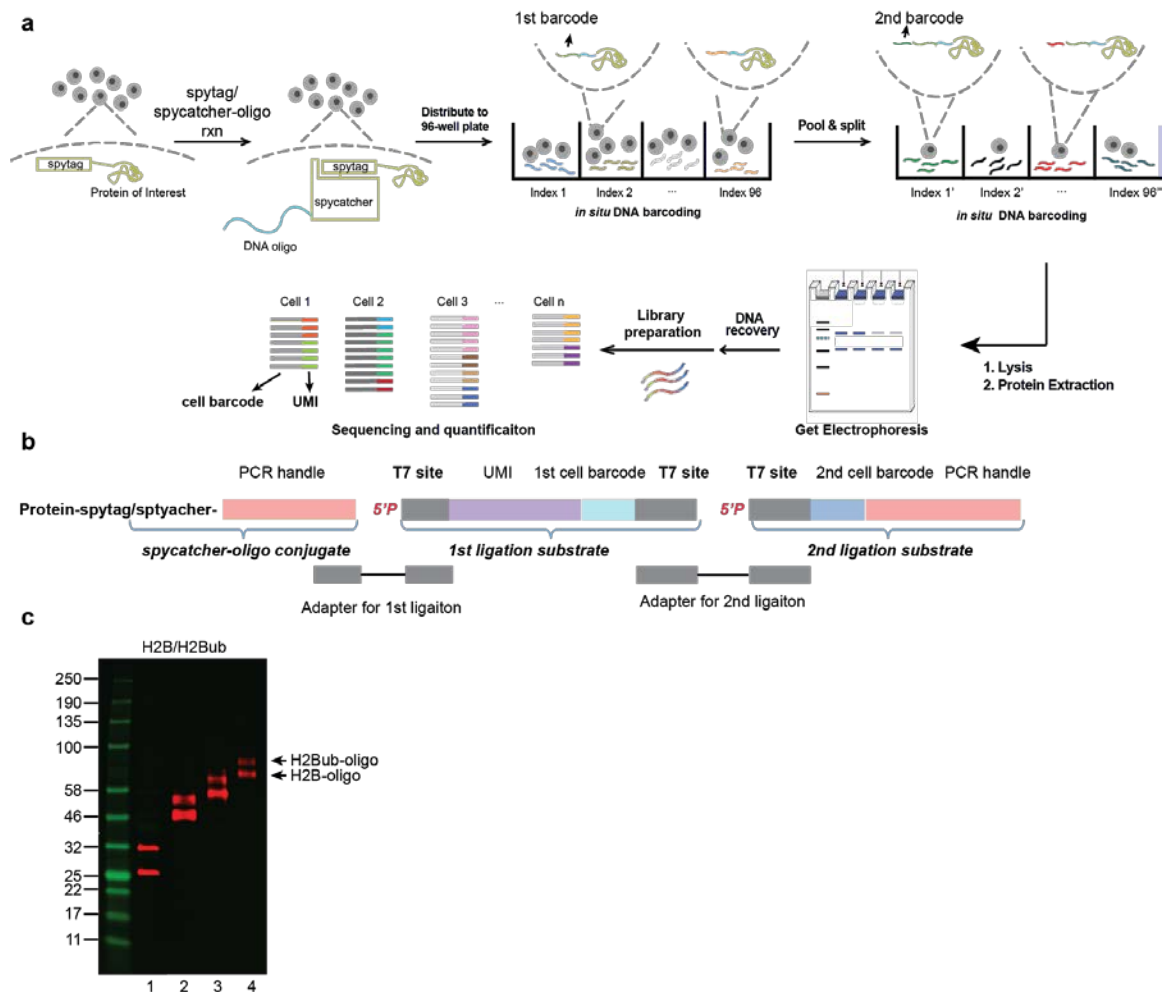 a
spytag/
spycatcher-oligo
rxn
spytag
Protein of Interest
spytag
spycatcher
DNA oligo
Distribute to
96-well plate
1st barcode
Index 1
Index 2
...
Index 96
in situ DNA barcoding
Pool & split
2nd barcode
Index 1'
Index 2'
...
Index 96'"
in situ DNA barcoding
1. Lysis
2. Protein Extraction
Get Electrophoresis
DNA
recovery
Library
preparation
Cell 1
Cell 2
Cell 3
...
Cell n
cell barcode
UMI
Sequencing and quantificaiton
b
PCR handle
T7 site
UMI
1st cell barcode
T7 site
T7 site
2nd cell barcode
PCR handle
Protein-spytag/sptyacher-
5'P
5'P
spycatcher-oligo conjugate
1st ligation substrate
2nd ligation substrate
Adapter for 1st ligaiton
Adapter for 2nd ligaiton
c
H2B/H2Bub
250
190
135
100
58
46
32
25
22
17
11
H2Bub-oligo
H2B-oligo
1 2 3 4